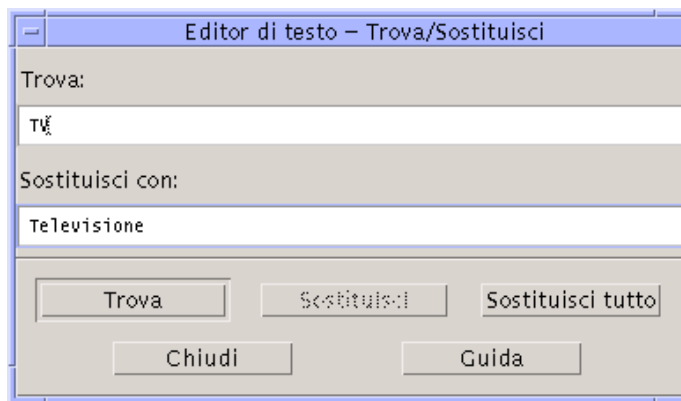 Editor di testo – Trova/Sostituisci
Trova:
TV
Sostituisci con:
Televisione
Trova Sostituisci Sostituisci tutto
Chiudi Guida